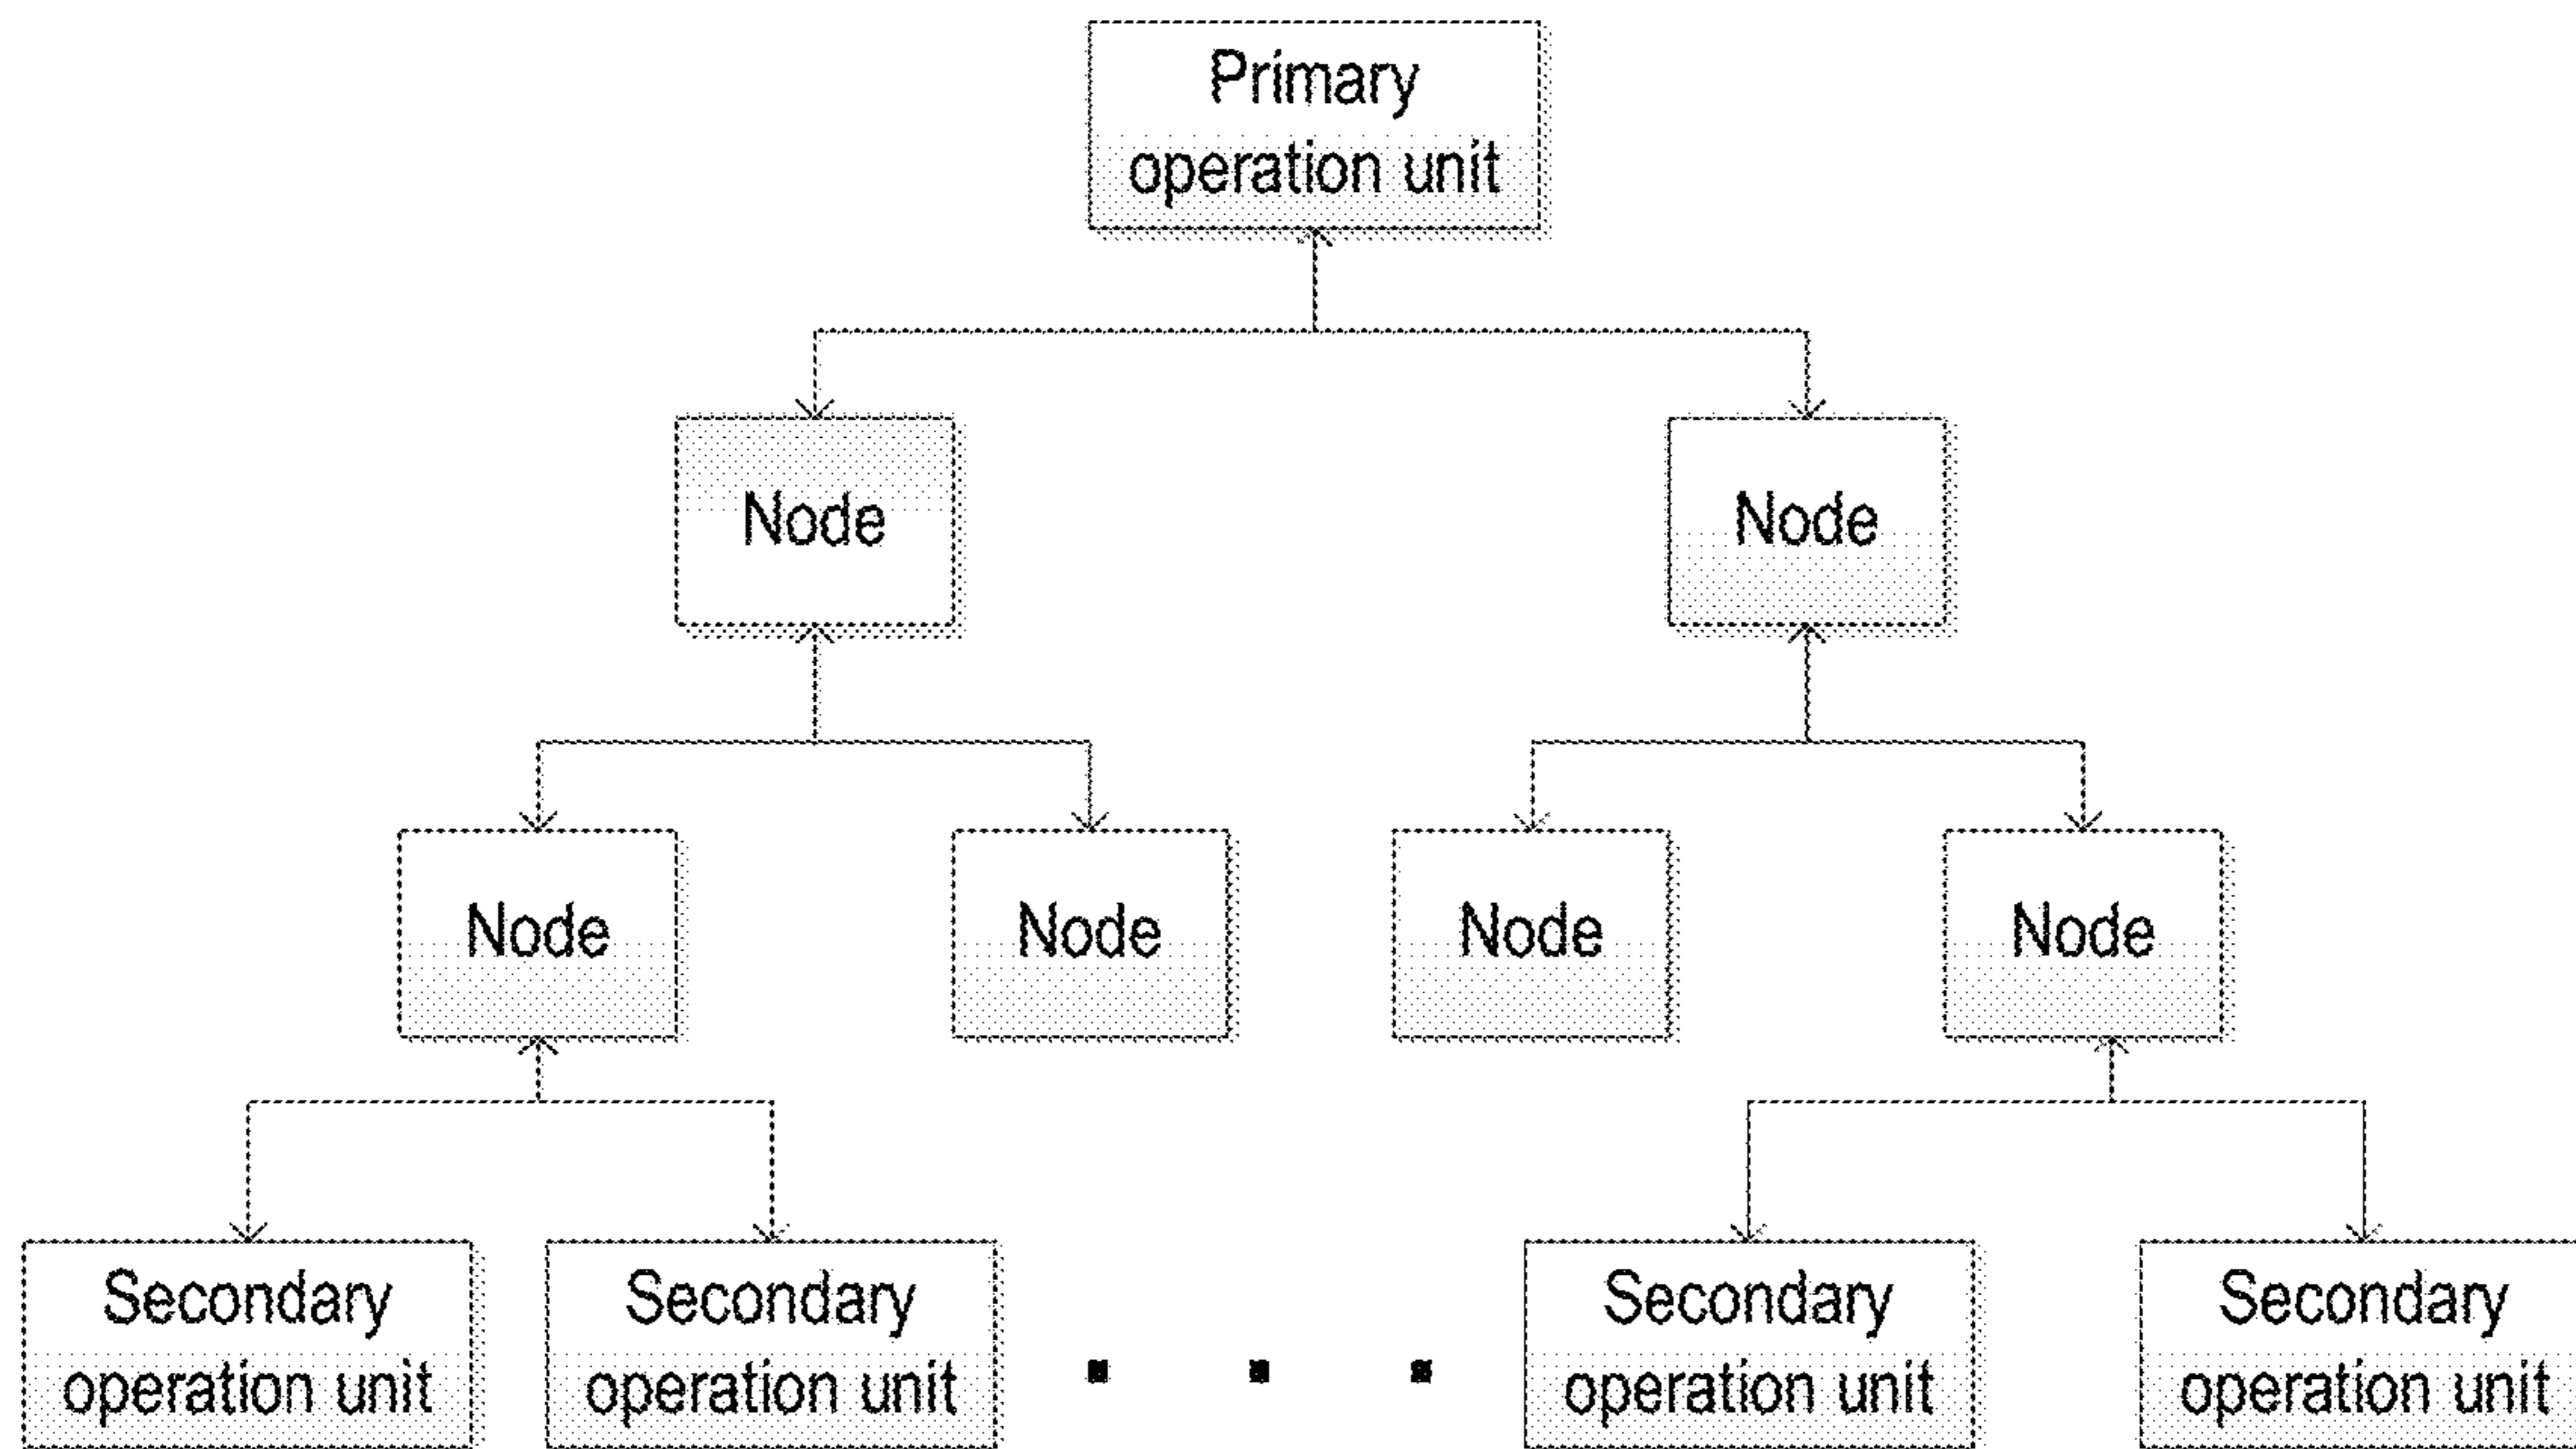 Primary
operation unit
Node
Node
Node
Node
Node
Node
Secondary
operation unit
Secondary
operation unit
. . .
Secondary
operation unit
Secondary
operation unit